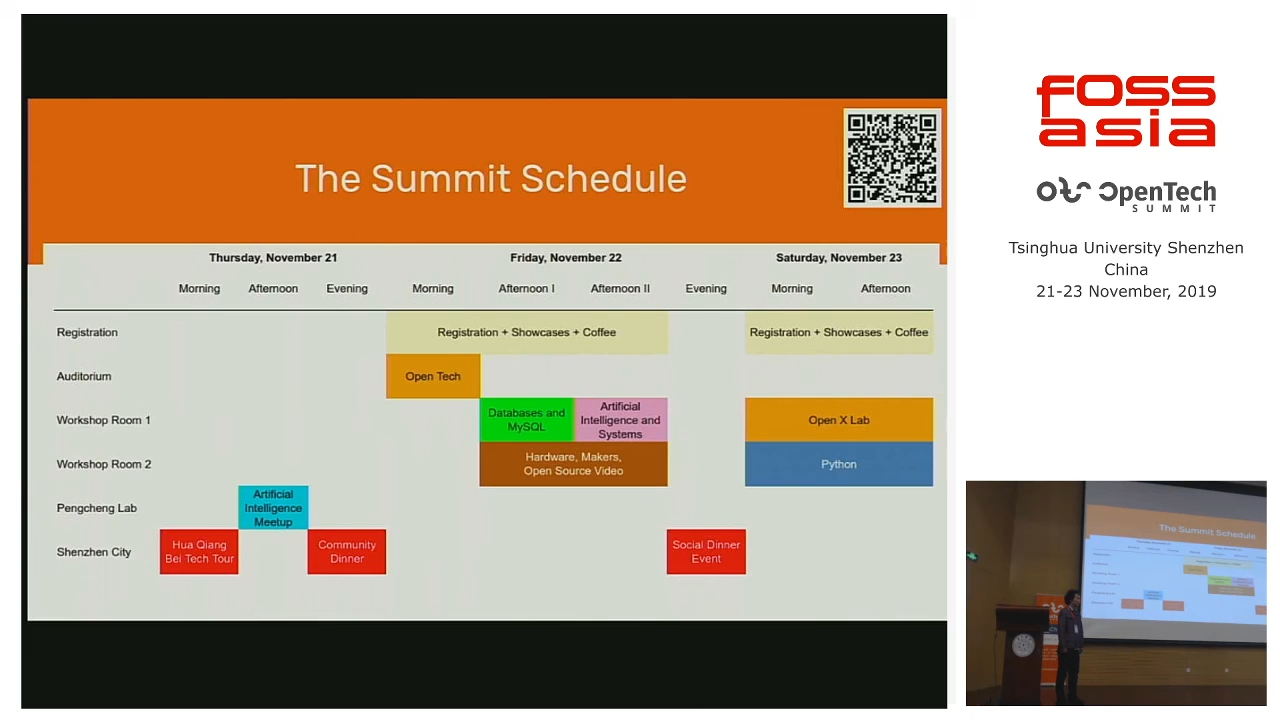 The Summit Schedule
Thursday, November 21
Friday, November 22
Saturday, November 23
Morning
Afternoon
Evening
Morning
Afternoon I
Afternoon II
Evening
Morning
Afternoon
Registration
Registration + Showcases + Coffee
Registration + Showcases + Coffee
Auditorium
Open Tech
Workshop Room 1
Databases and
MySQL
Artificial
Intelligence and
Systems
Open X Lab
Workshop Room 2
Hardware, Makers,
Open Source Video
Python
Pengcheng Lab
Artificial
Intelligence
Meetup
Shenzhen City
Hua Qiang
Bei Tech Tour
Community
Dinner
Social Dinner
Event
foss
asia
OpenTech
SUMMIT
Tsinghua University Shenzhen
China
21-23 November, 2019
The Summit Schedule